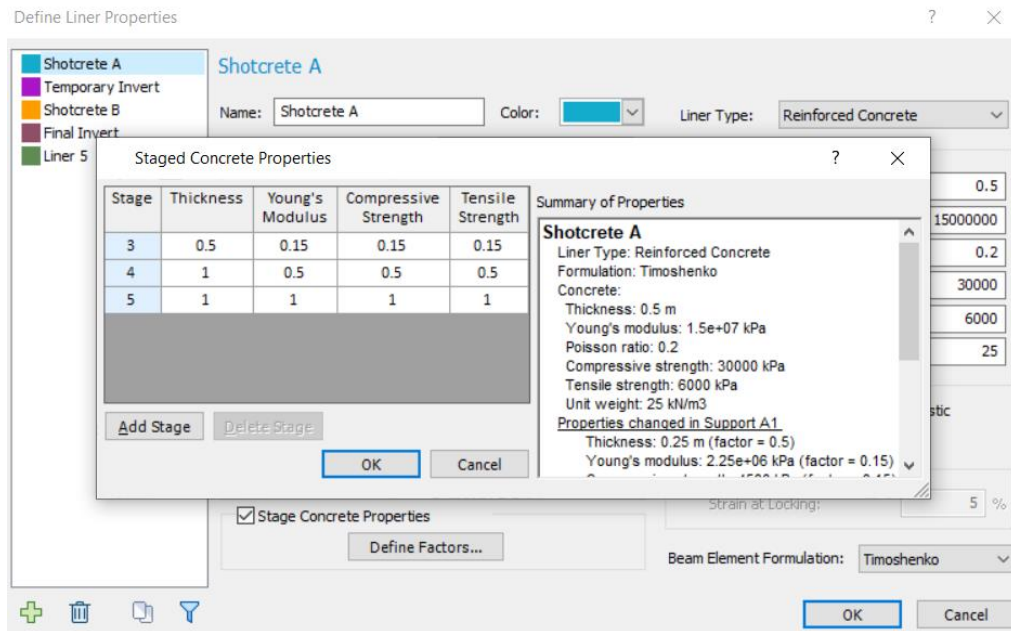 Define Liner Properties
?
Shotcrete A
Temporary Invert
Shotcrete B
Final Invert
Liner 5
Shotcrete A
Name: Shotcrete A Color: Liner Type: Reinforced Concrete
0.5
15000000
0.2
30000
6000
25
stic
Staged Concrete Properties ?
Stage Thickness Young's Modulus Compressive Strength Tensile Strength
3 0.5 0.15 0.15 0.15
4 1 0.5 0.5 0.5
5 1 1 1 1
Add Stage Delete Stage
OK Cancel
Summary of Properties
Shotcrete A
Liner Type: Reinforced Concrete
Formulation: Timoshenko
Concrete:
Thickness: 0.5 m
Young's modulus: 1.5e+07 kPa
Poisson ratio: 0.2
Compressive strength: 30000 kPa
Tensile strength: 6000 kPa
Unit weight: 25 kN/m3
Properties changed in Support A1
Thickness: 0.25 m (factor = 0.5)
Young's modulus: 2.25e+06 kPa (factor = 0.15)
Strain at Locking: 5 %
Stage Concrete Properties
Define Factors...
Beam Element Formulation: Timoshenko
OK Cancel